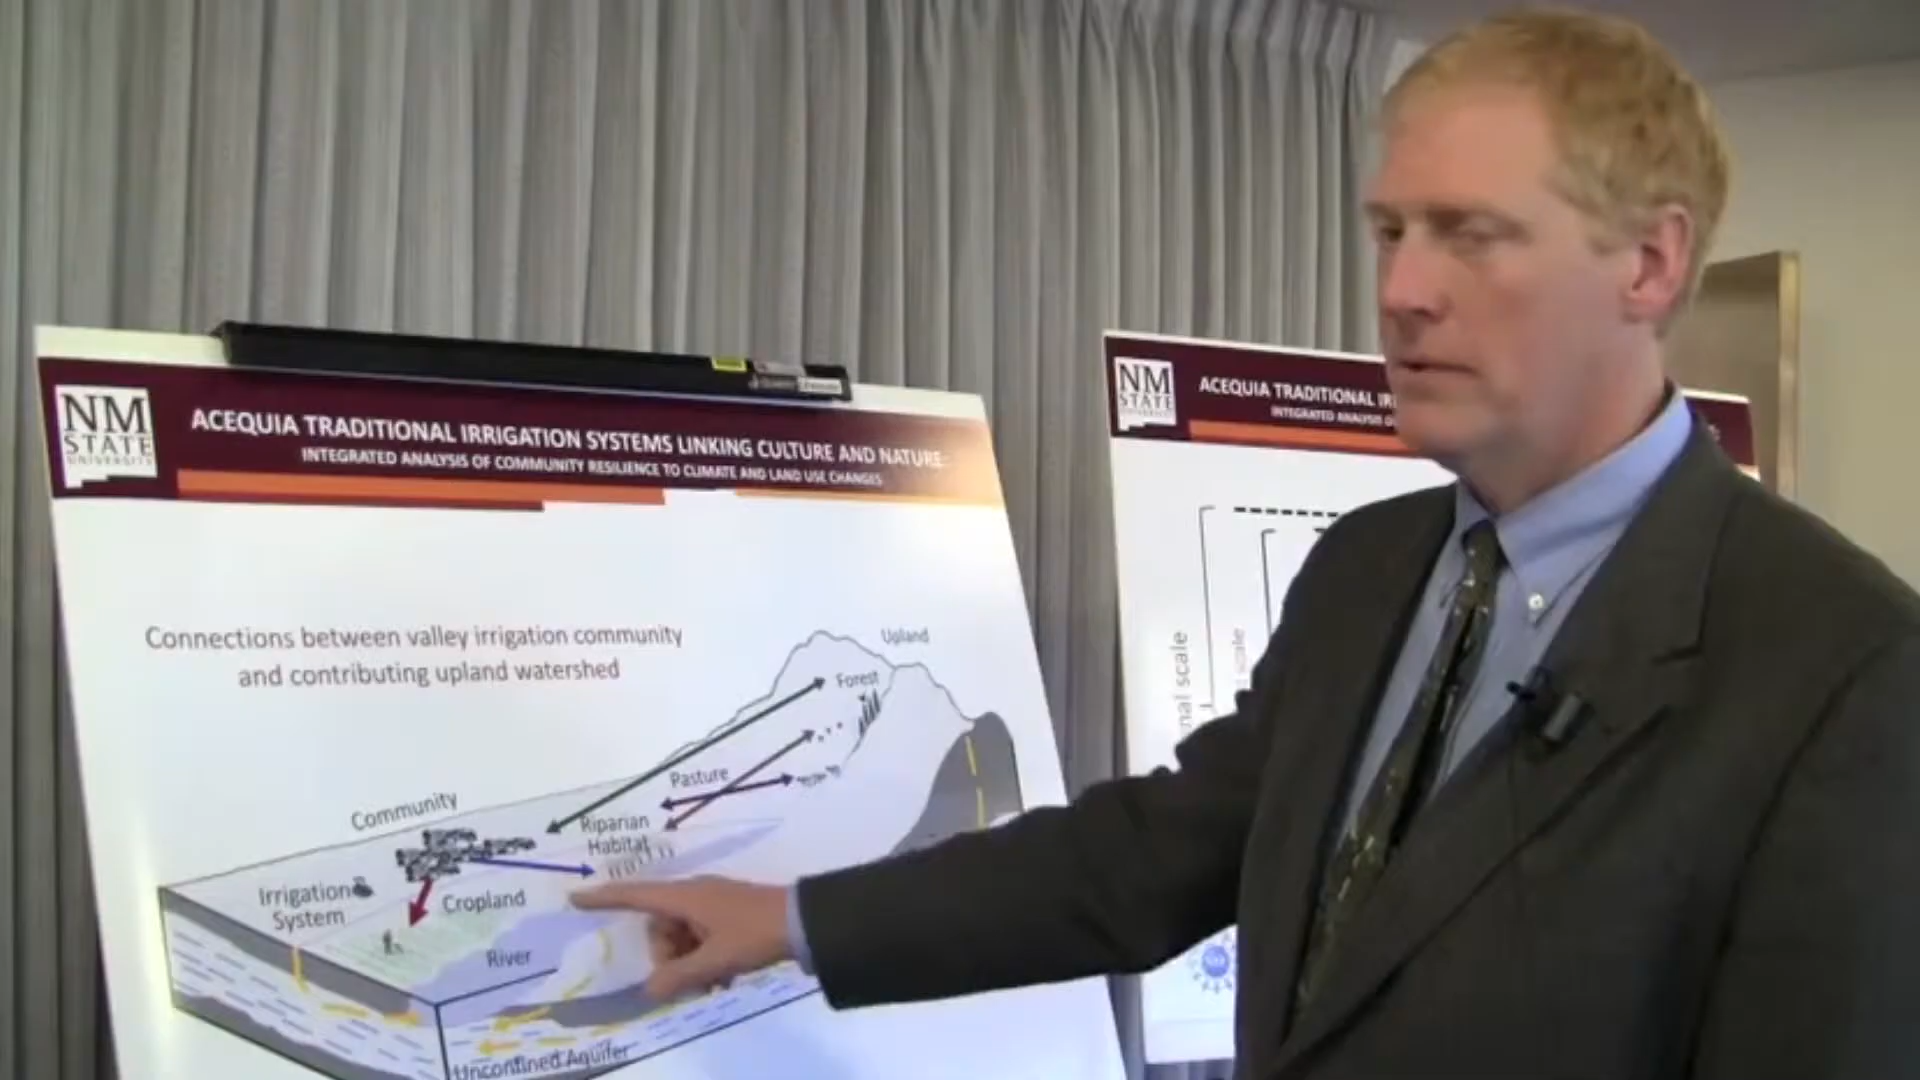 NM
STATE
UNIVERSITY
ACEQUIA TRADITIONAL IRRIGATION SYSTEMS LINKING CULTURE AND NATURE:
INTEGRATED ANALYSIS OF COMMUNITY RESILIENCE TO CLIMATE AND LAND USE CHANGES
Connections between valley irrigation community
and contributing upland watershed
Upland
Forest
Pasture
Community
Riparian
Habitat
Irrigation
System
Cropland
River
Unconfined Aquifer
NM
STATE
UNIVERSITY
ACEQUIA TRADITIONAL
INTEGRATED ANALYSIS
scale
scale